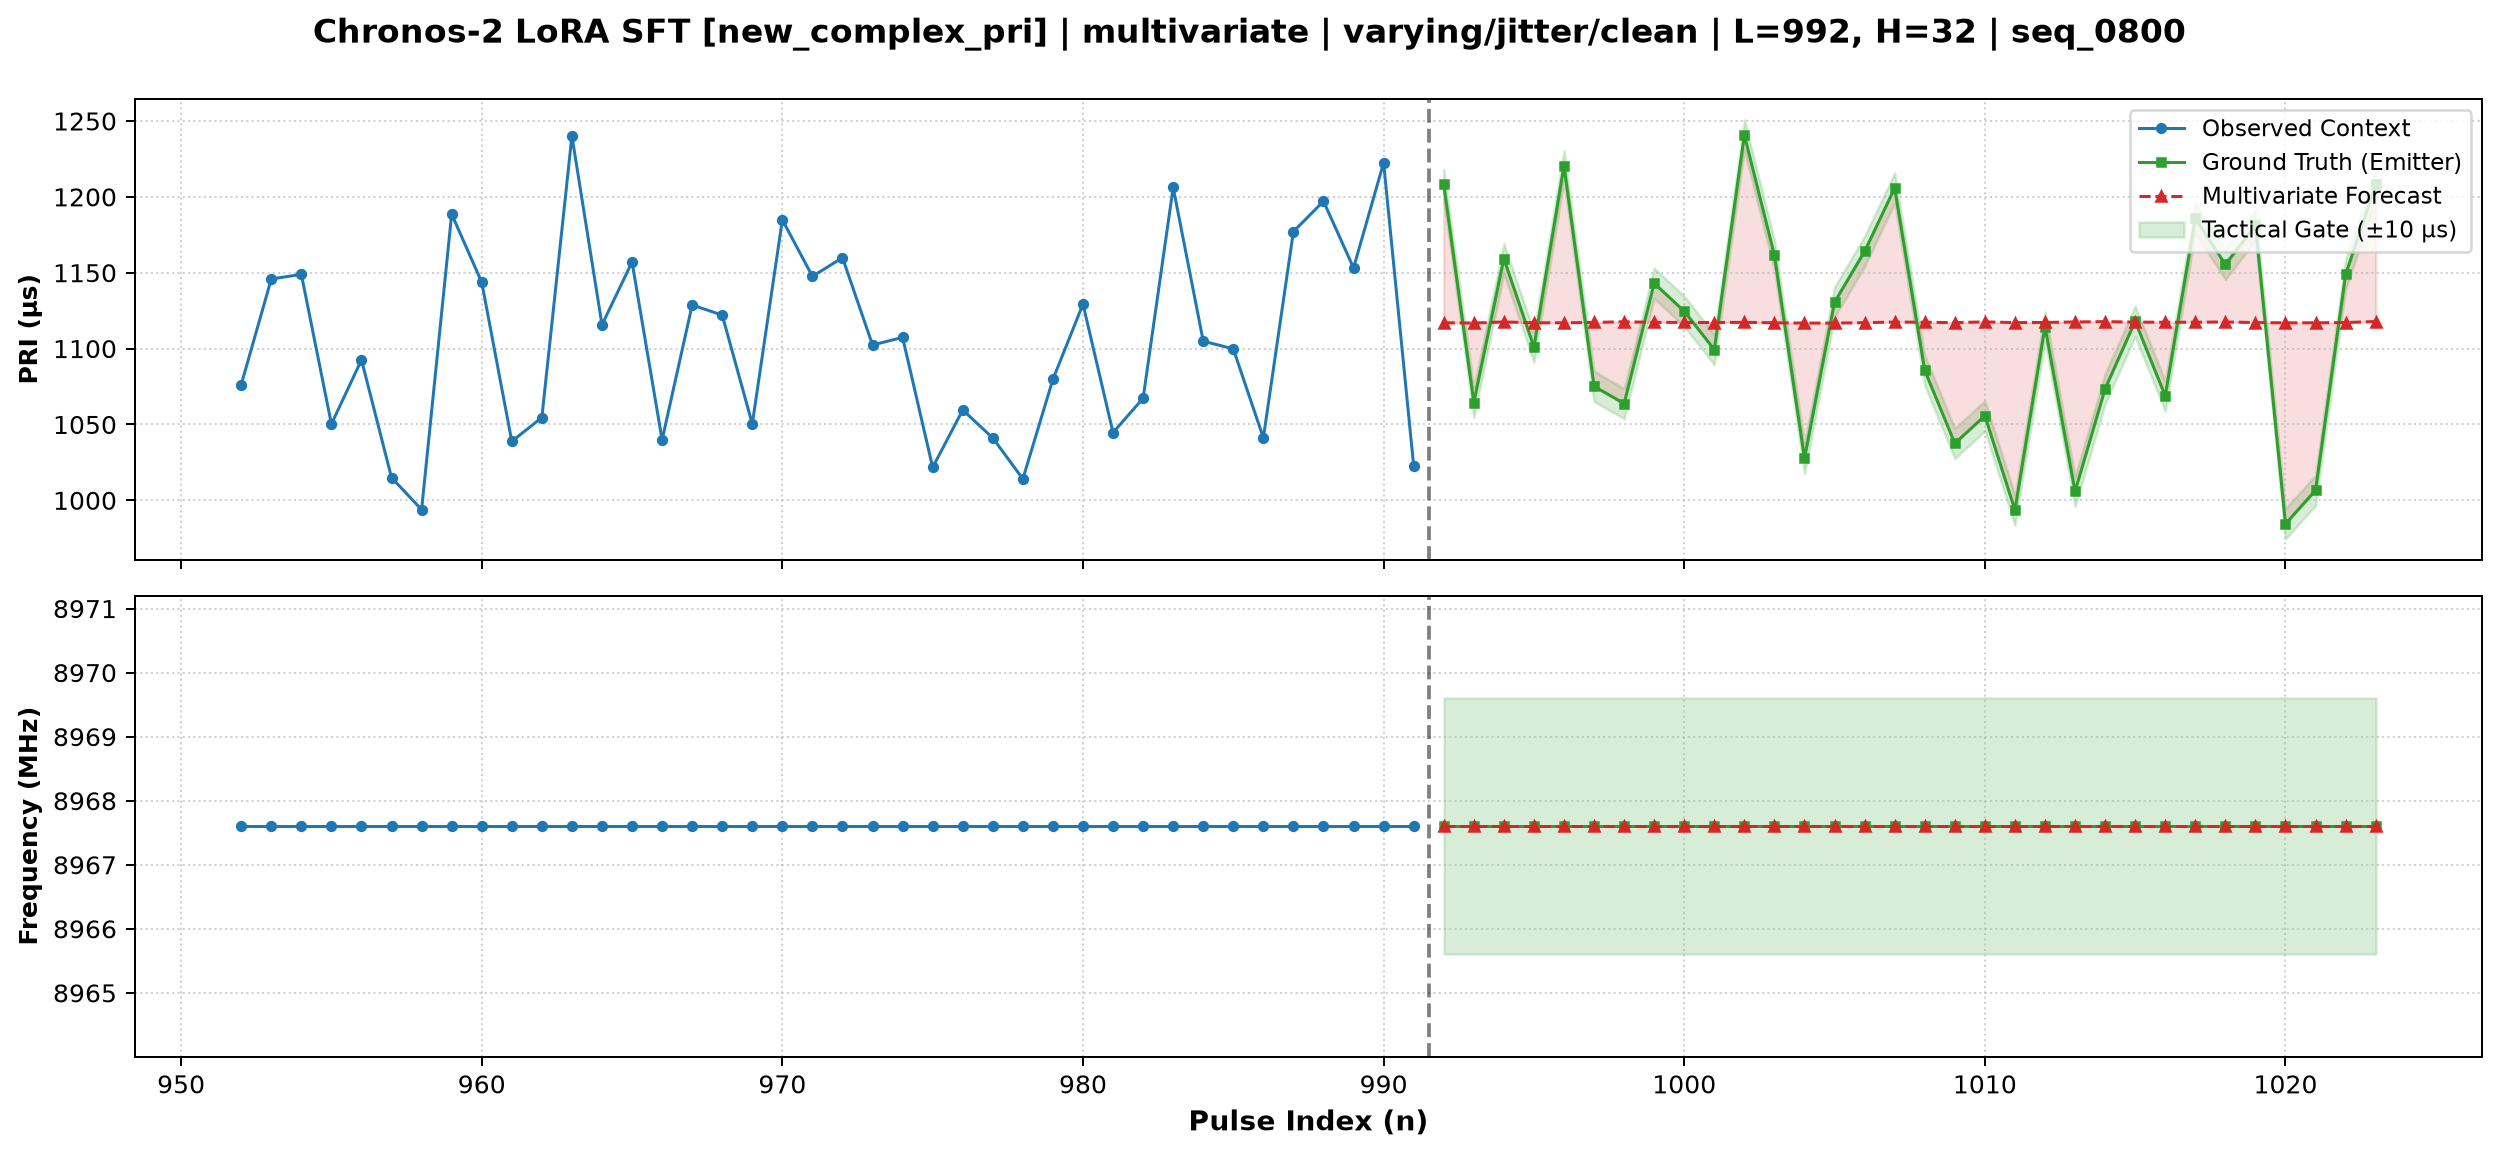 Chronos-2 LoRA SFT [new_complex_pri] | multivariate | varying/jitter/clean | L=992, H=32 | seq_0800
PRI (µs)
1250
1200
1150
1100
1050
1000
Observed Context
Ground Truth (Emitter)
Multivariate Forecast
Tactical Gate (±10 µs)
Frequency (MHz)
8971
8970
8969
8968
8967
8966
8965
950 960 970 980 990 1000 1010 1020
Pulse Index (n)